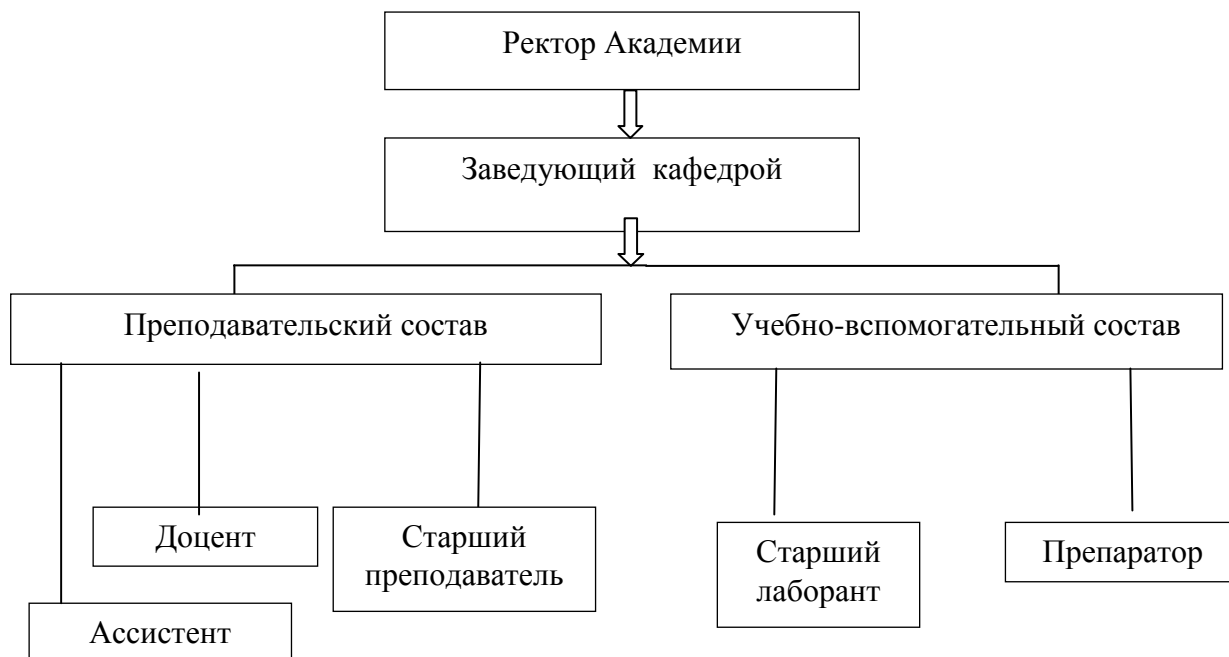 Ректор Академии
Заведующий кафедрой
Преподавательский состав
Учебно-вспомогательный состав
Доцент
Старший
преподаватель
Старший
лаборант
Препаратор
Ассистент